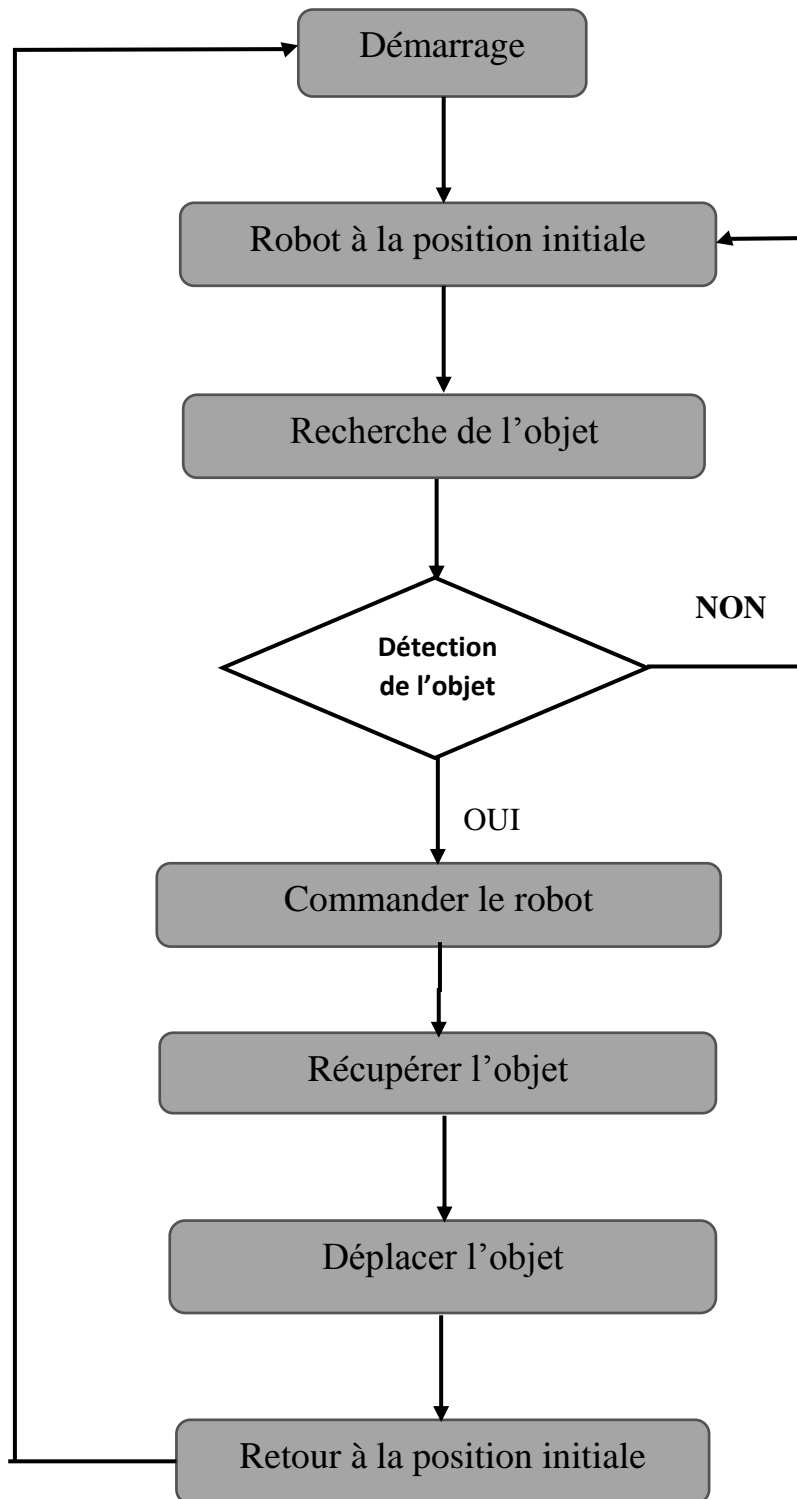 Démarrage
Robot à la position initiale
Recherche de l’objet
Détection
de l’objet
NON
OUI
Commander le robot
Récupérer l’objet
Déplacer l’objet
Retour à la position initiale